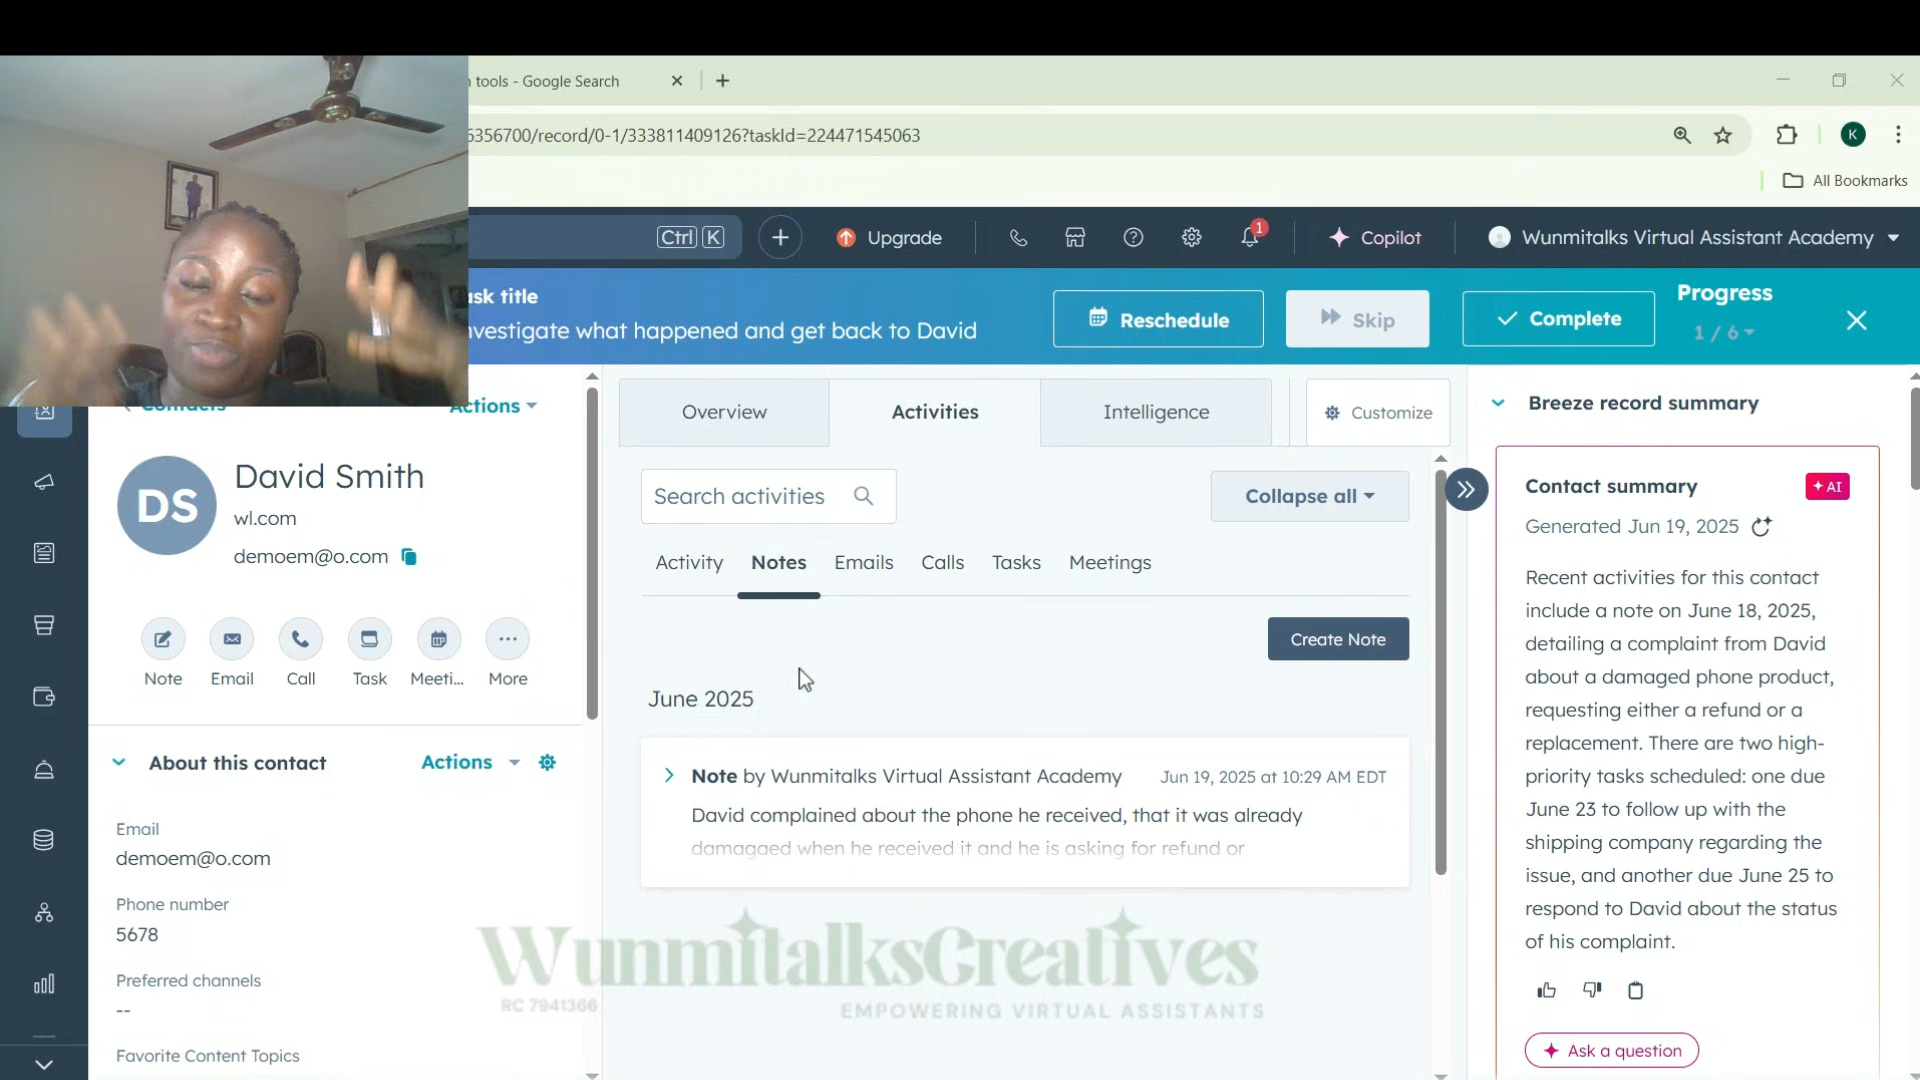 tools - Google Search
6356700/record/0-1/333811409126?taskId=224471545063
K
All Bookmarks
Ctrl K
Upgrade
1
Copilot
Wunmitalks Virtual Assistant Academy
ask title
nvestigate what happened and get back to David
Reschedule
Skip
Complete
Progress
1 / 6
Contacts
Actions
DS
David Smith
wl.com
demoem@o.com
Note
Email
Call
Task
Meeti...
More
About this contact
Actions
Email
demoem@o.com
Phone number
5678
Preferred channels
--
Favorite Content Topics
Overview
Activities
Intelligence
Customize
Search activities
Collapse all
Activity
Notes
Emails
Calls
Tasks
Meetings
Create Note
June 2025
Note by Wunmitalks Virtual Assistant Academy
Jun 19, 2025 at 10:29 AM EDT
David complained about the phone he received, that it was already
damagaed when he received it and he is asking for refund or
WunmitalksCreatives
RC 7941366
EMPOWERING VIRTUAL ASSISTANTS
Breeze record summary
Contact summary
AI
Generated Jun 19, 2025
Recent activities for this contact
include a note on June 18, 2025,
detailing a complaint from David
about a damaged phone product,
requesting either a refund or a
replacement. There are two high-
priority tasks scheduled: one due
June 23 to follow up with the
shipping company regarding the
issue, and another due June 25 to
respond to David about the status
of his complaint.
Ask a question